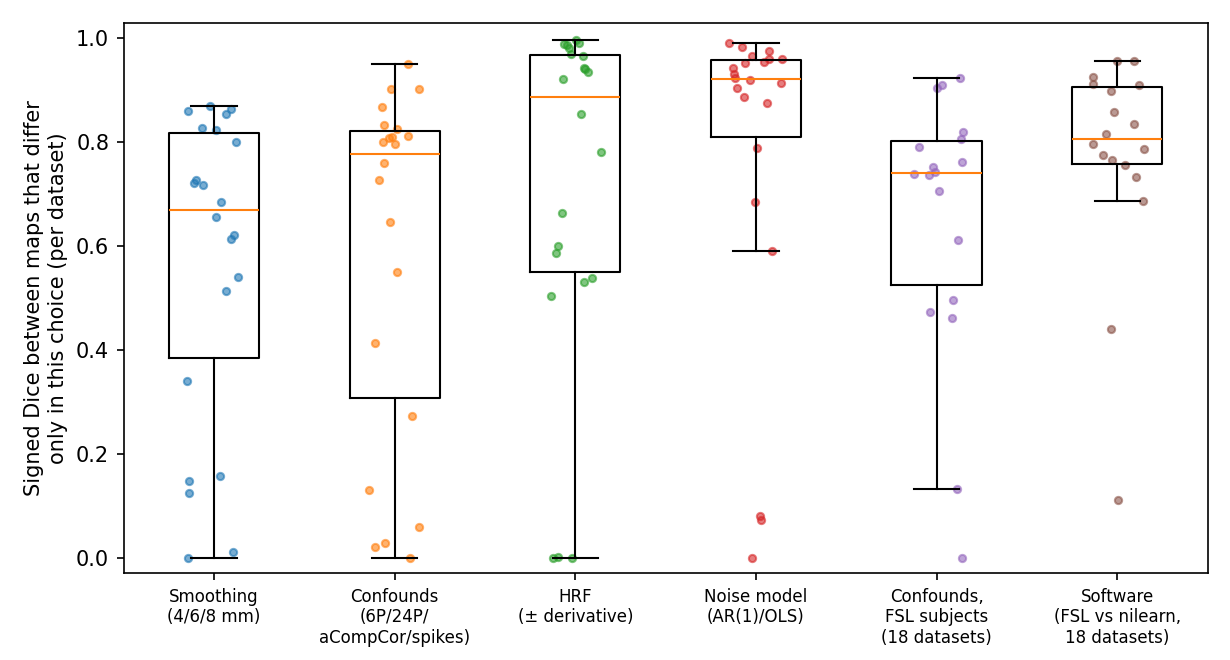 Signed Dice between maps that differ
only in this choice (per dataset)
1.0
0.8
0.6
0.4
0.2
0.0
Smoothing
(4/6/8 mm)
Confounds
(6P/24P/
aCompCor/spikes)
HRF
(± derivative)
Noise model
(AR(1)/OLS)
Confounds,
FSL subjects
(18 datasets)
Software
(FSL vs nilearn,
18 datasets)